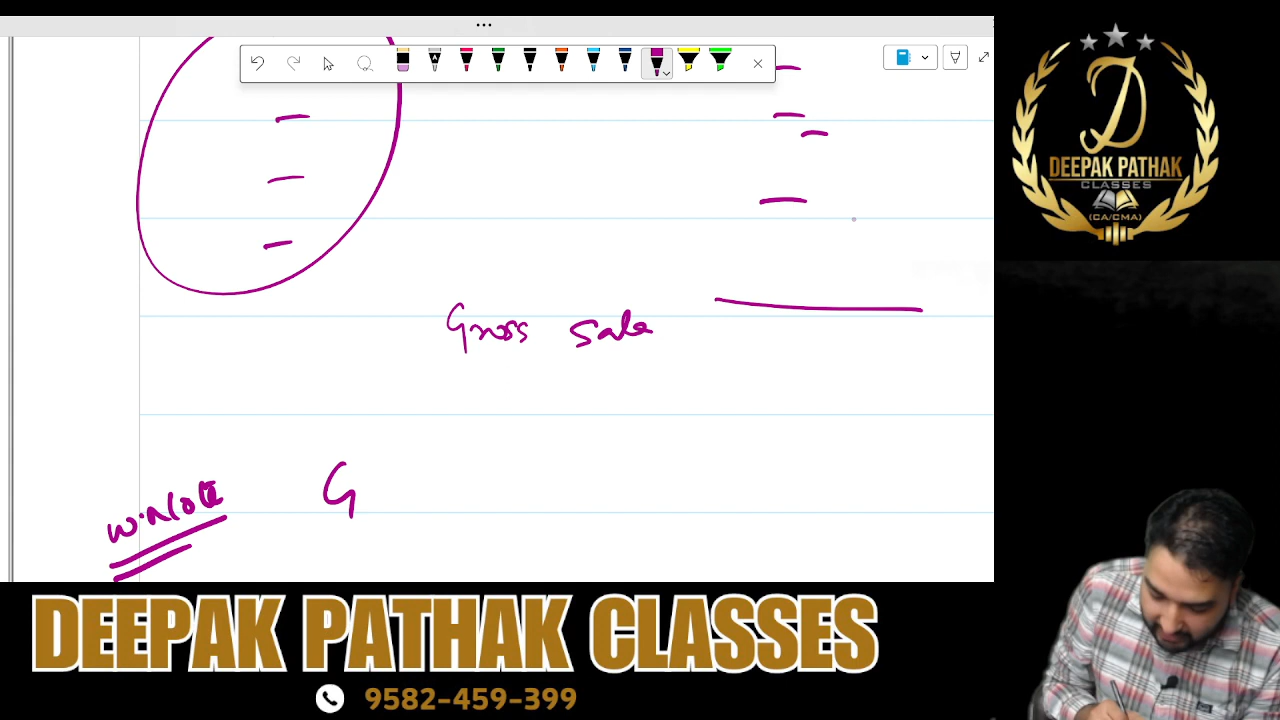 Gross Sale
w.note
G
D
DEEPAK PATHAK
CLASSES
(CA/CMA)
DEEPAK PATHAK CLASSES
9582-459-399